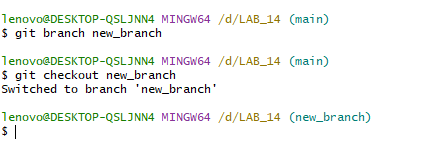 lenovo@DESKTOP-QSLJNN4 MINGW64 /d/LAB_14 (main)
$ git branch new_branch
lenovo@DESKTOP-QSLJNN4 MINGW64 /d/LAB_14 (main)
$ git checkout new_branch
Switched to branch 'new_branch'
lenovo@DESKTOP-QSLJNN4 MINGW64 /d/LAB_14 (new_branch)
$